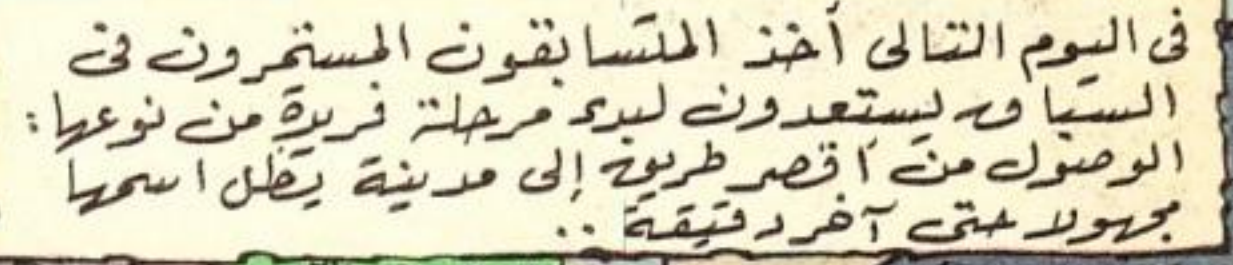 فى اليوم التالى أخذ المتسابقون المستمرون فى
السباق يستعدون لبدء مرحلة فريدة من نوعها :
الوصول من أقصر طريق إلى مدينة يظل اسمها
مجهولا حتى آخر دقيقة ..